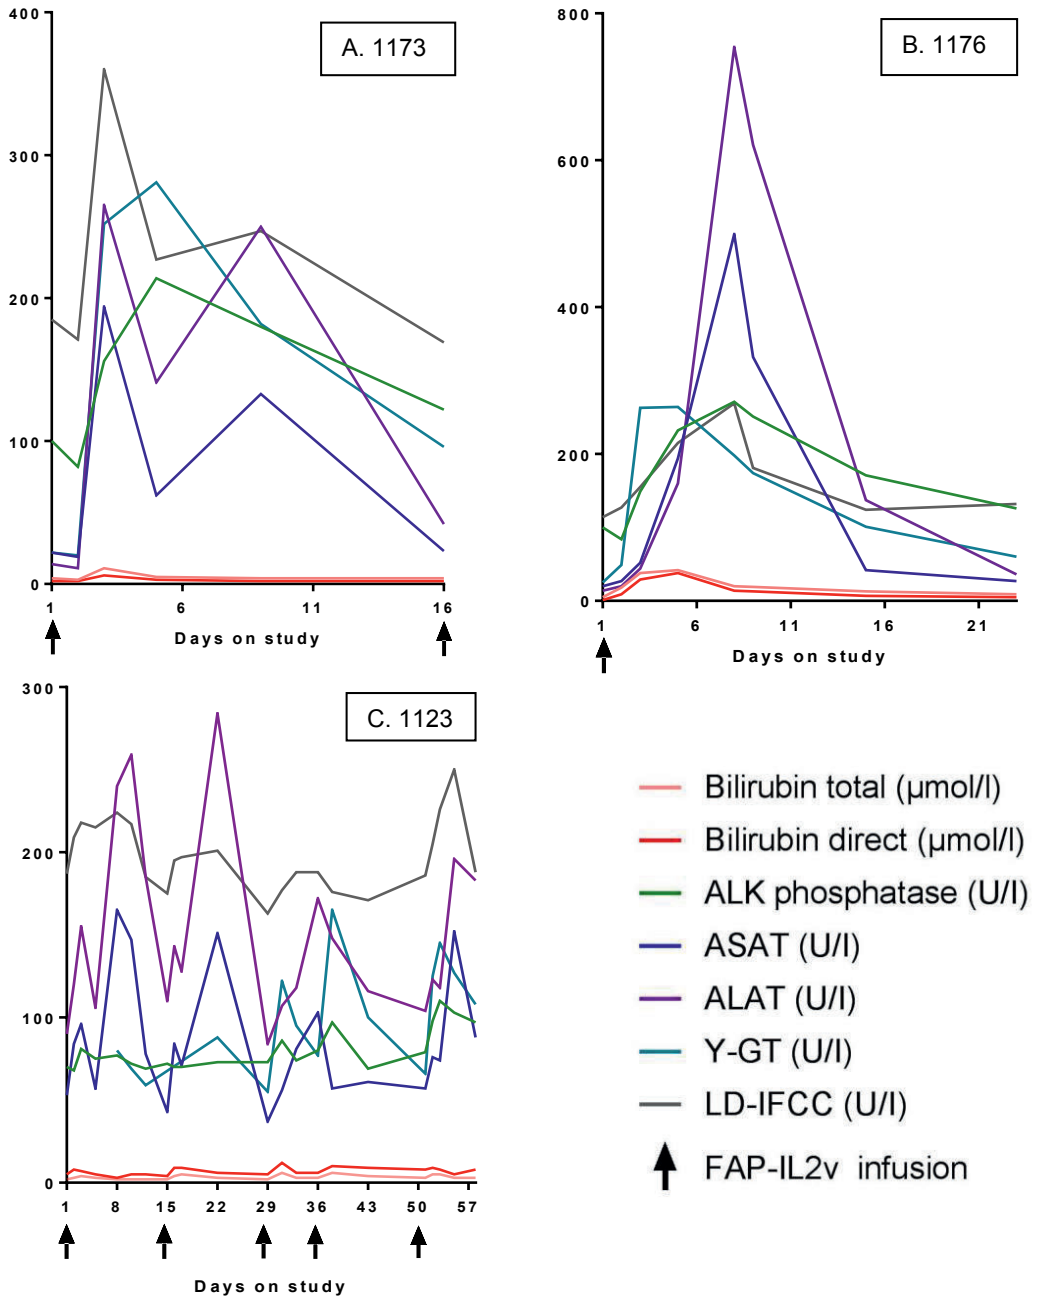 A. 1173
400
300
200
100
0
1 6 11 16
Days on study
B. 1176
800
600
400
200
0
1 6 11 16 21
Days on study
C. 1123
300
200
100
0
1 8 15 22 29 36 43 50 57
Days on study
Bilirubin total (µmol/l)
Bilirubin direct (µmol/l)
ALK phosphatase (U/l)
ASAT (U/l)
ALAT (U/l)
Y-GT (U/l)
LD-IFCC (U/l)
FAP-IL2v infusion